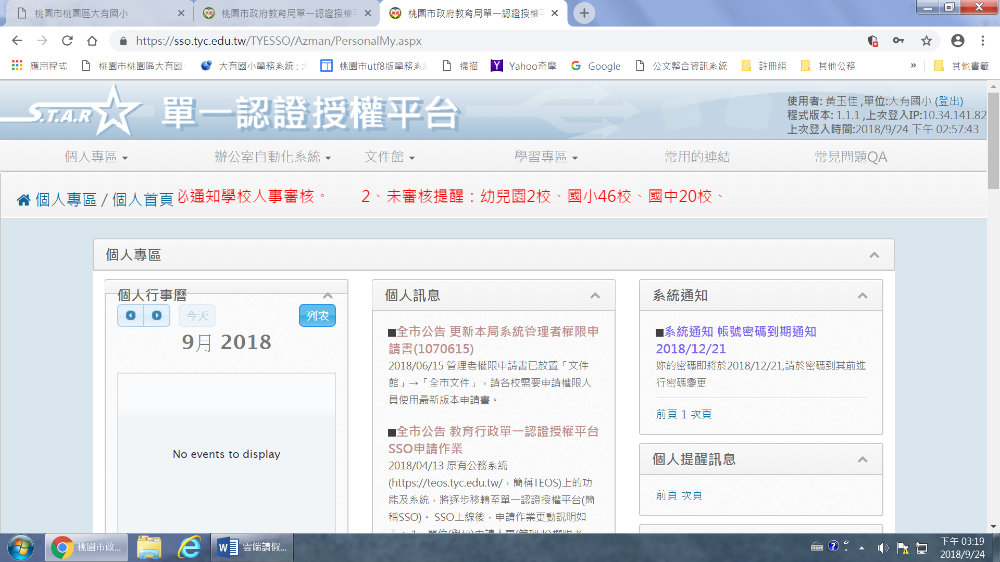 桃園市桃園區大有國小
桃園市政府教育局單一認證授權平
桃園市政府教育局單一認證授權平
https://sso.tyc.edu.tw/TYESSO/Azman/PersonalMy.aspx
應用程式 桃園市桃園區大有國 大有國小學務系統 : 桃園市utf8版學務系統 掃描 Yahoo奇摩 Google 公文整合資訊系統 註冊組 其他公務 » 其他書籤
S.T.A.R 單一認證授權平台
使用者: 黃玉佳 ,單位:大有國小 (登出)
程式版本: 1.1.1 ,上次登入IP:10.34.141.82
上次登入時間:2018/9/24 下午 02:57:43
個人專區 辦公室自動化系統 文件館 學習專區 常用的連結 常見問題QA
個人專區 / 個人首頁 必通知學校人事審核。 2、未審核提醒：幼兒園2校、國小46校、國中20校、
個人專區
個人行事曆
今天 列表
9月 2018
No events to display
個人訊息
■全市公告 更新本局系統管理者權限申
請書(1070615)
2018/06/15 管理者權限申請書已放置「文件
館」→「全市文件」，請各校需要申請權限人
員使用最新版本申請書。
■全市公告 教育行政單一認證授權平台
SSO申請作業
2018/04/13 原有公務系統
(https://teos.tyc.edu.tw/，簡稱TEOS)上的功
能及系統，將逐步移轉至單一認證授權平台(簡
稱SSO)。 SSO上線後，申請作業更動說明如
系統通知
■系統通知 帳號密碼到期通知
2018/12/21
妳的密碼即將於2018/12/21,請於密碼到其前進
行密碼變更
前頁 1 次頁
個人提醒訊息
前頁 次頁
桃園市政...
雲端請假...
下午 03:19
2018/9/24